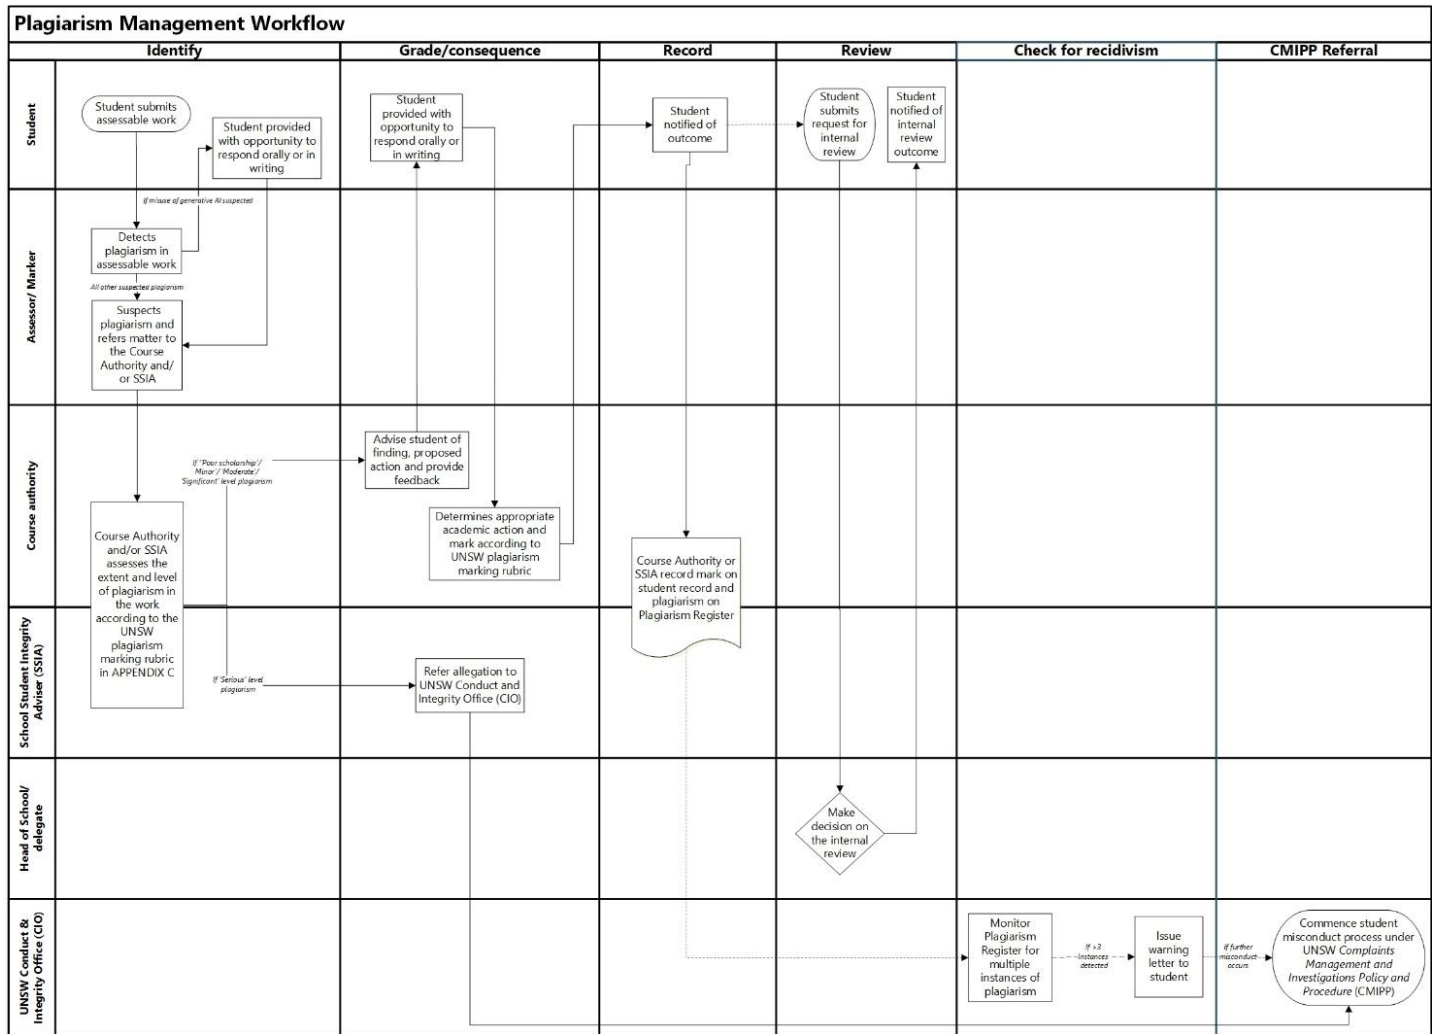 Plagiarism Management Workflow
Identify
Grade/consequence
Record
Review
Check for recidivism
CMIPP Referral
Student
Student submits
assessable work
Student provided
with opportunity to
respond orally or in
writing
Student
provided with
opportunity to
respond orally or
in writing
Student
notified of
outcome
Student
submits
request for
internal
review
Student
notified of
internal
review
outcome
Assessor/ Marker
If misuse of generative AI suspected
Detects
plagiarism in
assessable work
All other suspected plagiarism
Suspects
plagiarism and
refers matter to
the Course
Authority and/
or SSIA
Course authority
If "Poor scholarship'/
Minor'/ 'Moderate'/
'Significant' level plagiarism
Advise student of
finding, proposed
action and provide
feedback
Determines appropriate
academic action and
mark according to
UNSW plagiarism
marking rubric
Course Authority
and/or SSIA
assesses the
extent and level
of plagiarism in
the work
according to the
UNSW
plagiarism
marking rubric
in APPENDIX C
Course Authority or
SSIA record mark on
student record and
plagiarism on
Plagiarism Register
School Student Integrity
Adviser (SSIA)
If 'Serious' level
plagiarism
Refer allegation to
UNSW Conduct and
Integrity Office (CIO)
Head of School/
delegate
Make
decision on
the internal
review
UNSW Conduct &
Integrity Office (CIO)
Monitor
Plagiarism
Register for
multiple
instances of
plagiarism
If >3
instances
detected
Issue
warning
letter to
student
If further
misconduct
occurs
Commence student
misconduct process under
UNSW Complaints
Management and
Investigations Policy and
Procedure (CMIPP)